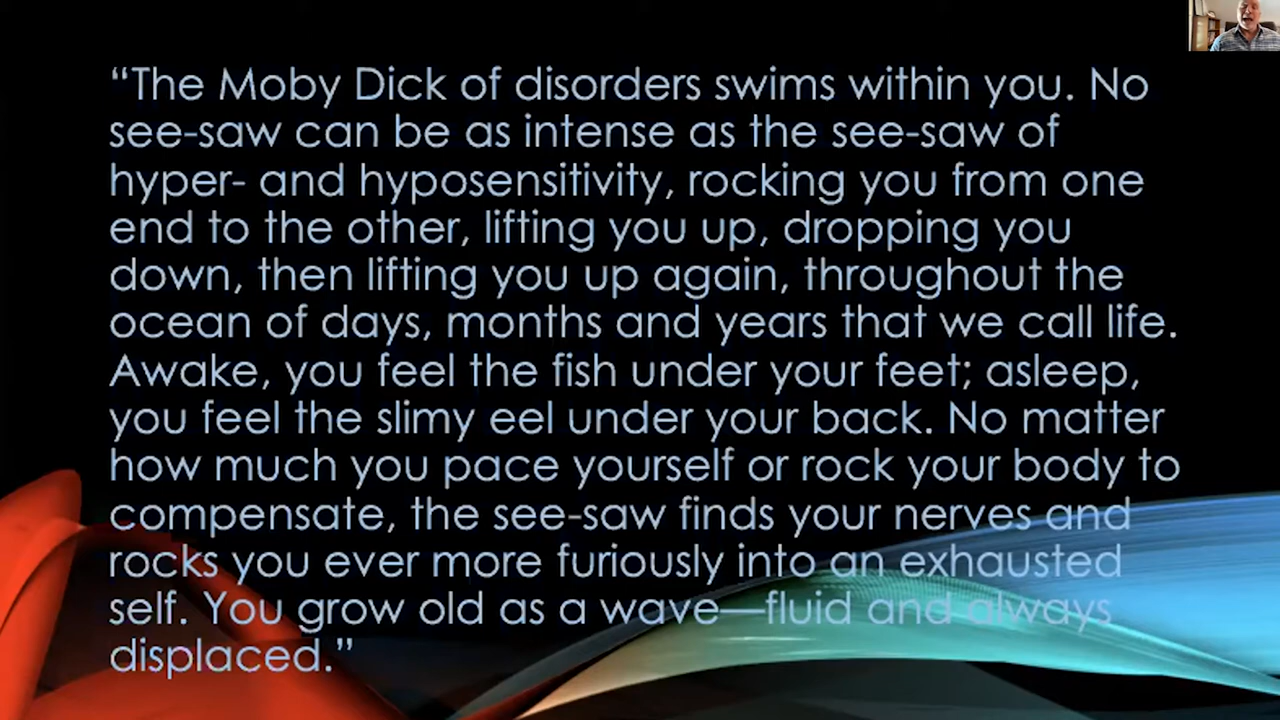 “The Moby Dick of disorders swims within you. No
see-saw can be as intense as the see-saw of
hyper- and hyposensitivity, rocking you from one
end to the other, lifting you up, dropping you
down, then lifting you up again, throughout the
ocean of days, months and years that we call life.
Awake, you feel the fish under your feet; asleep,
you feel the slimy eel under your back. No matter
how much you pace yourself or rock your body to
compensate, the see-saw finds your nerves and
rocks you ever more furiously into an exhausted
self. You grow old as a wave—fluid and always
displaced.”